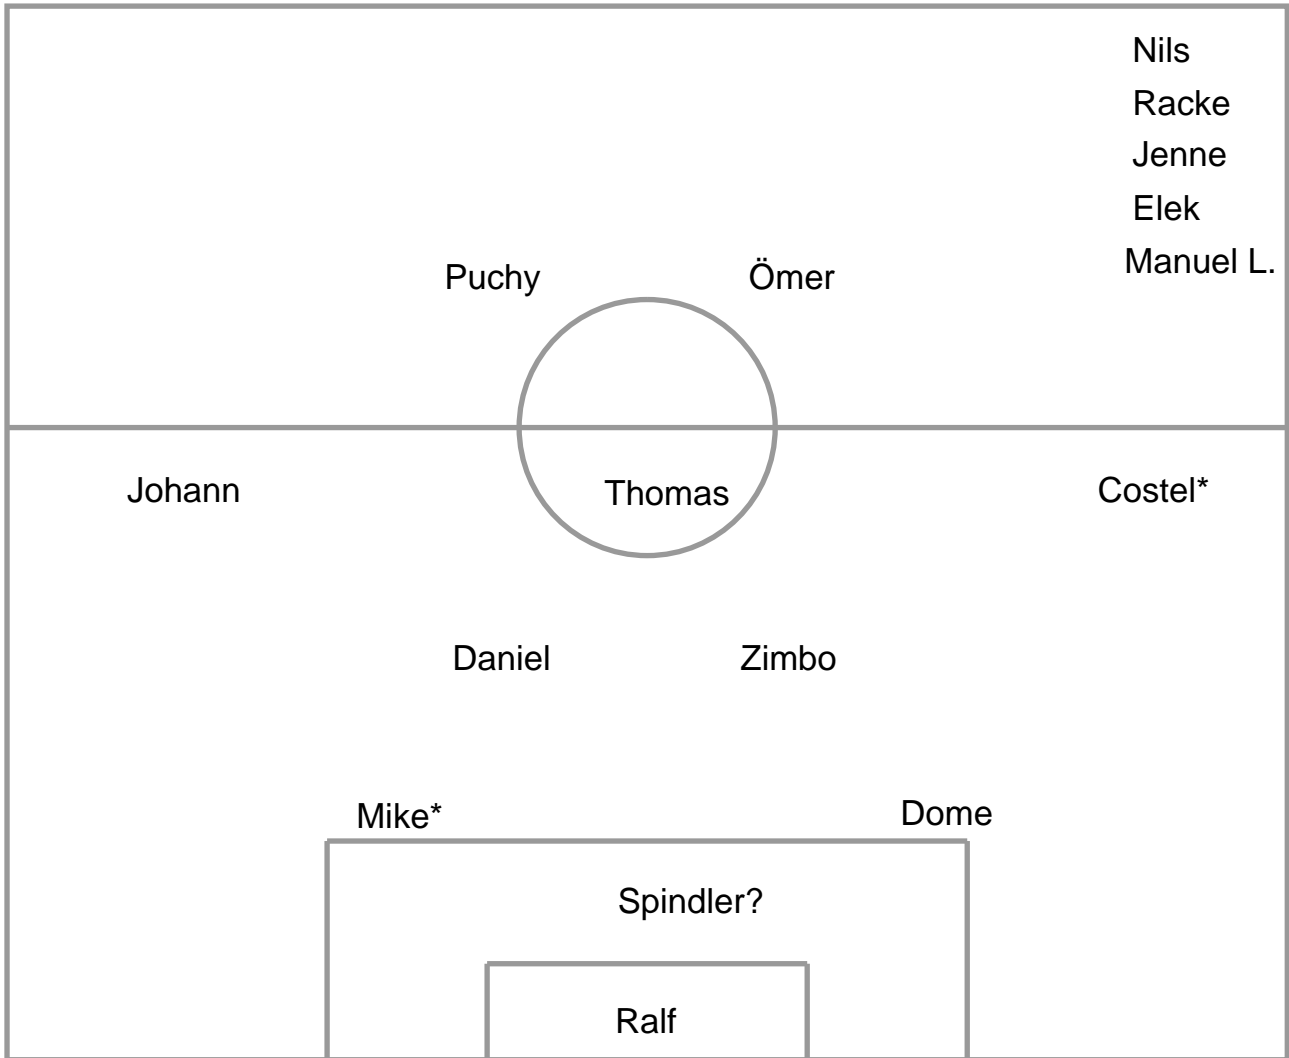 Nils
Racke
Jenne
Elek
Manuel L.
Puchy
Ömer
Johann
Thomas
Costel*
Daniel
Zimbo
Mike*
Dome
Spindler?
Ralf